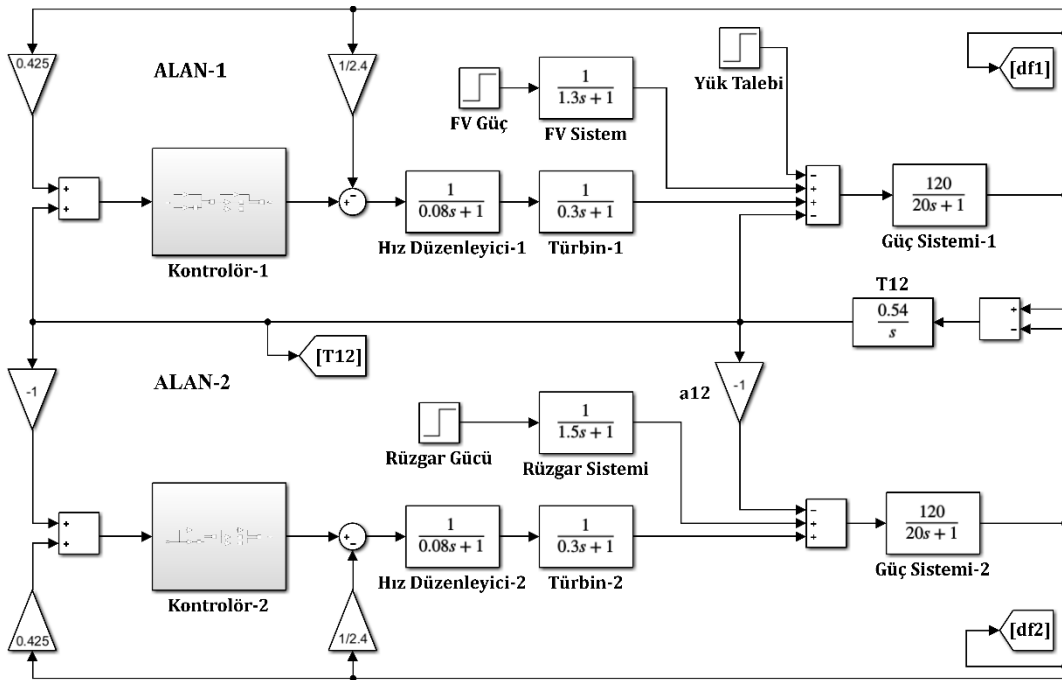 0.425
ALAN-1
1/2.4
FV Güç
1
1.3s + 1
FV Sistem
Yük Talebi
[df1]
+
+
Kontrolör-1
−
1
0.08s + 1
Hız Düzenleyici-1
1
0.3s + 1
Türbin-1
−
+
+
−
120
20s + 1
Güç Sistemi-1
T12
0.54
s
+
−
[T12]
-1
ALAN-2
a12
-1
Rüzgar Gücü
1
1.5s + 1
Rüzgar Sistemi
+
+
Kontrolör-2
−
1
0.08s + 1
Hız Düzenleyici-2
1
0.3s + 1
Türbin-2
−
+
+
120
20s + 1
Güç Sistemi-2
0.425
1/2.4
[df2]